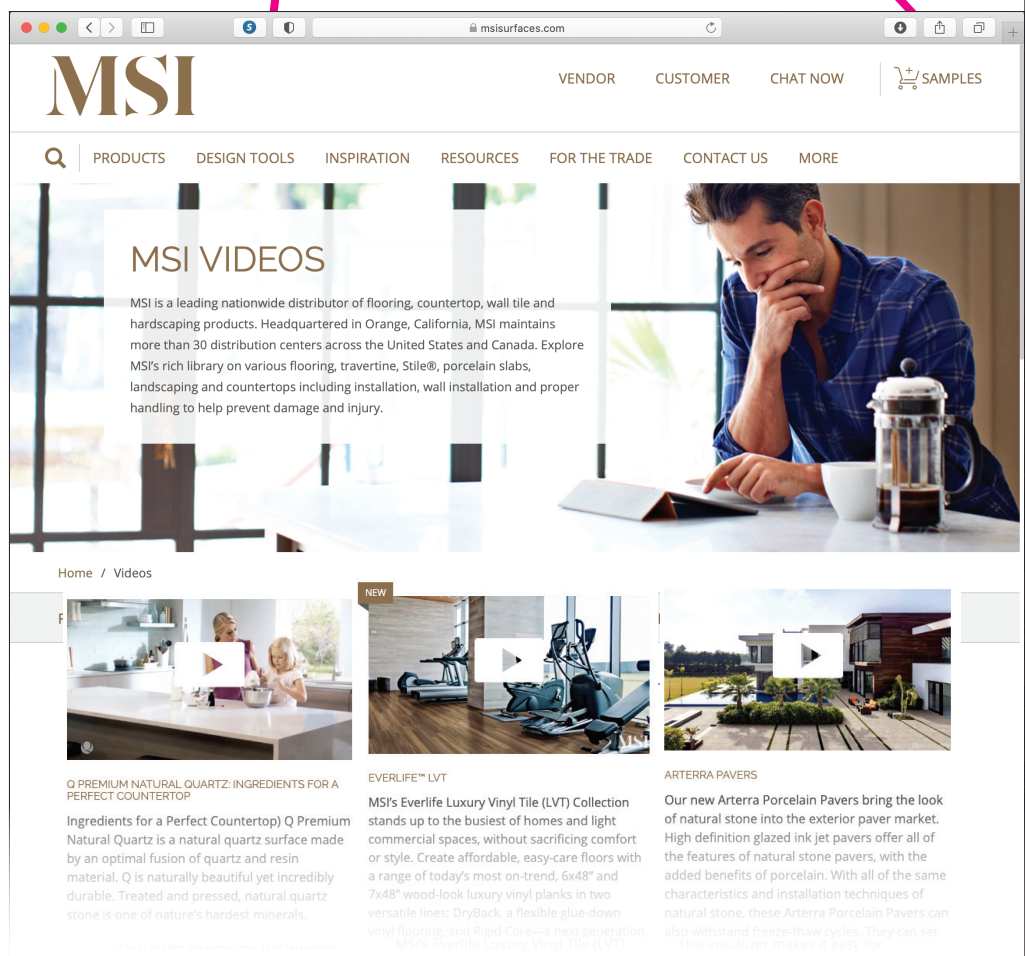 msisurfaces.com
MSI
VENDOR CUSTOMER CHAT NOW SAMPLES
PRODUCTS DESIGN TOOLS INSPIRATION RESOURCES FOR THE TRADE CONTACT US MORE
MSI VIDEOS
MSI is a leading nationwide distributor of flooring, countertop, wall tile and
hardscaping products. Headquartered in Orange, California, MSI maintains
more than 30 distribution centers across the United States and Canada. Explore
MSI's rich library on various flooring, travertine, Stile®, porcelain slabs,
landscaping and countertops including installation, wall installation and proper
handling to help prevent damage and injury.
Home / Videos
Q PREMIUM NATURAL QUARTZ: INGREDIENTS FOR A
PERFECT COUNTERTOP
Ingredients for a Perfect Countertop) Q Premium
Natural Quartz is a natural quartz surface made
by an optimal fusion of quartz and resin
material. Q is naturally beautiful yet incredibly
durable. Treated and pressed, natural quartz
stone is one of nature's hardest minerals.
NEW
MSI
EVERLIFE™ LVT
MSI's Everlife Luxury Vinyl Tile (LVT) Collection
stands up to the busiest of homes and light
commercial spaces, without sacrificing comfort
or style. Create affordable, easy-care floors with
a range of today's most on-trend, 6x48" and
7x48" wood-look luxury vinyl planks in two
versatile lines: DryBack, a flexible glue-down
vinyl flooring, and Rigid Core—a next generation,
MSI's Everlife Luxury Vinyl Tile (LVT)
ARTERRA PAVERS
Our new Arterra Porcelain Pavers bring the look
of natural stone into the exterior paver market.
High definition glazed ink jet pavers offer all of
the features of natural stone pavers, with the
added benefits of porcelain. With all of the same
characteristics and installation techniques of
natural stone, these Arterra Porcelain Pavers can
also withstand freeze-thaw cycles. They can set
This visualizer makes it easy for